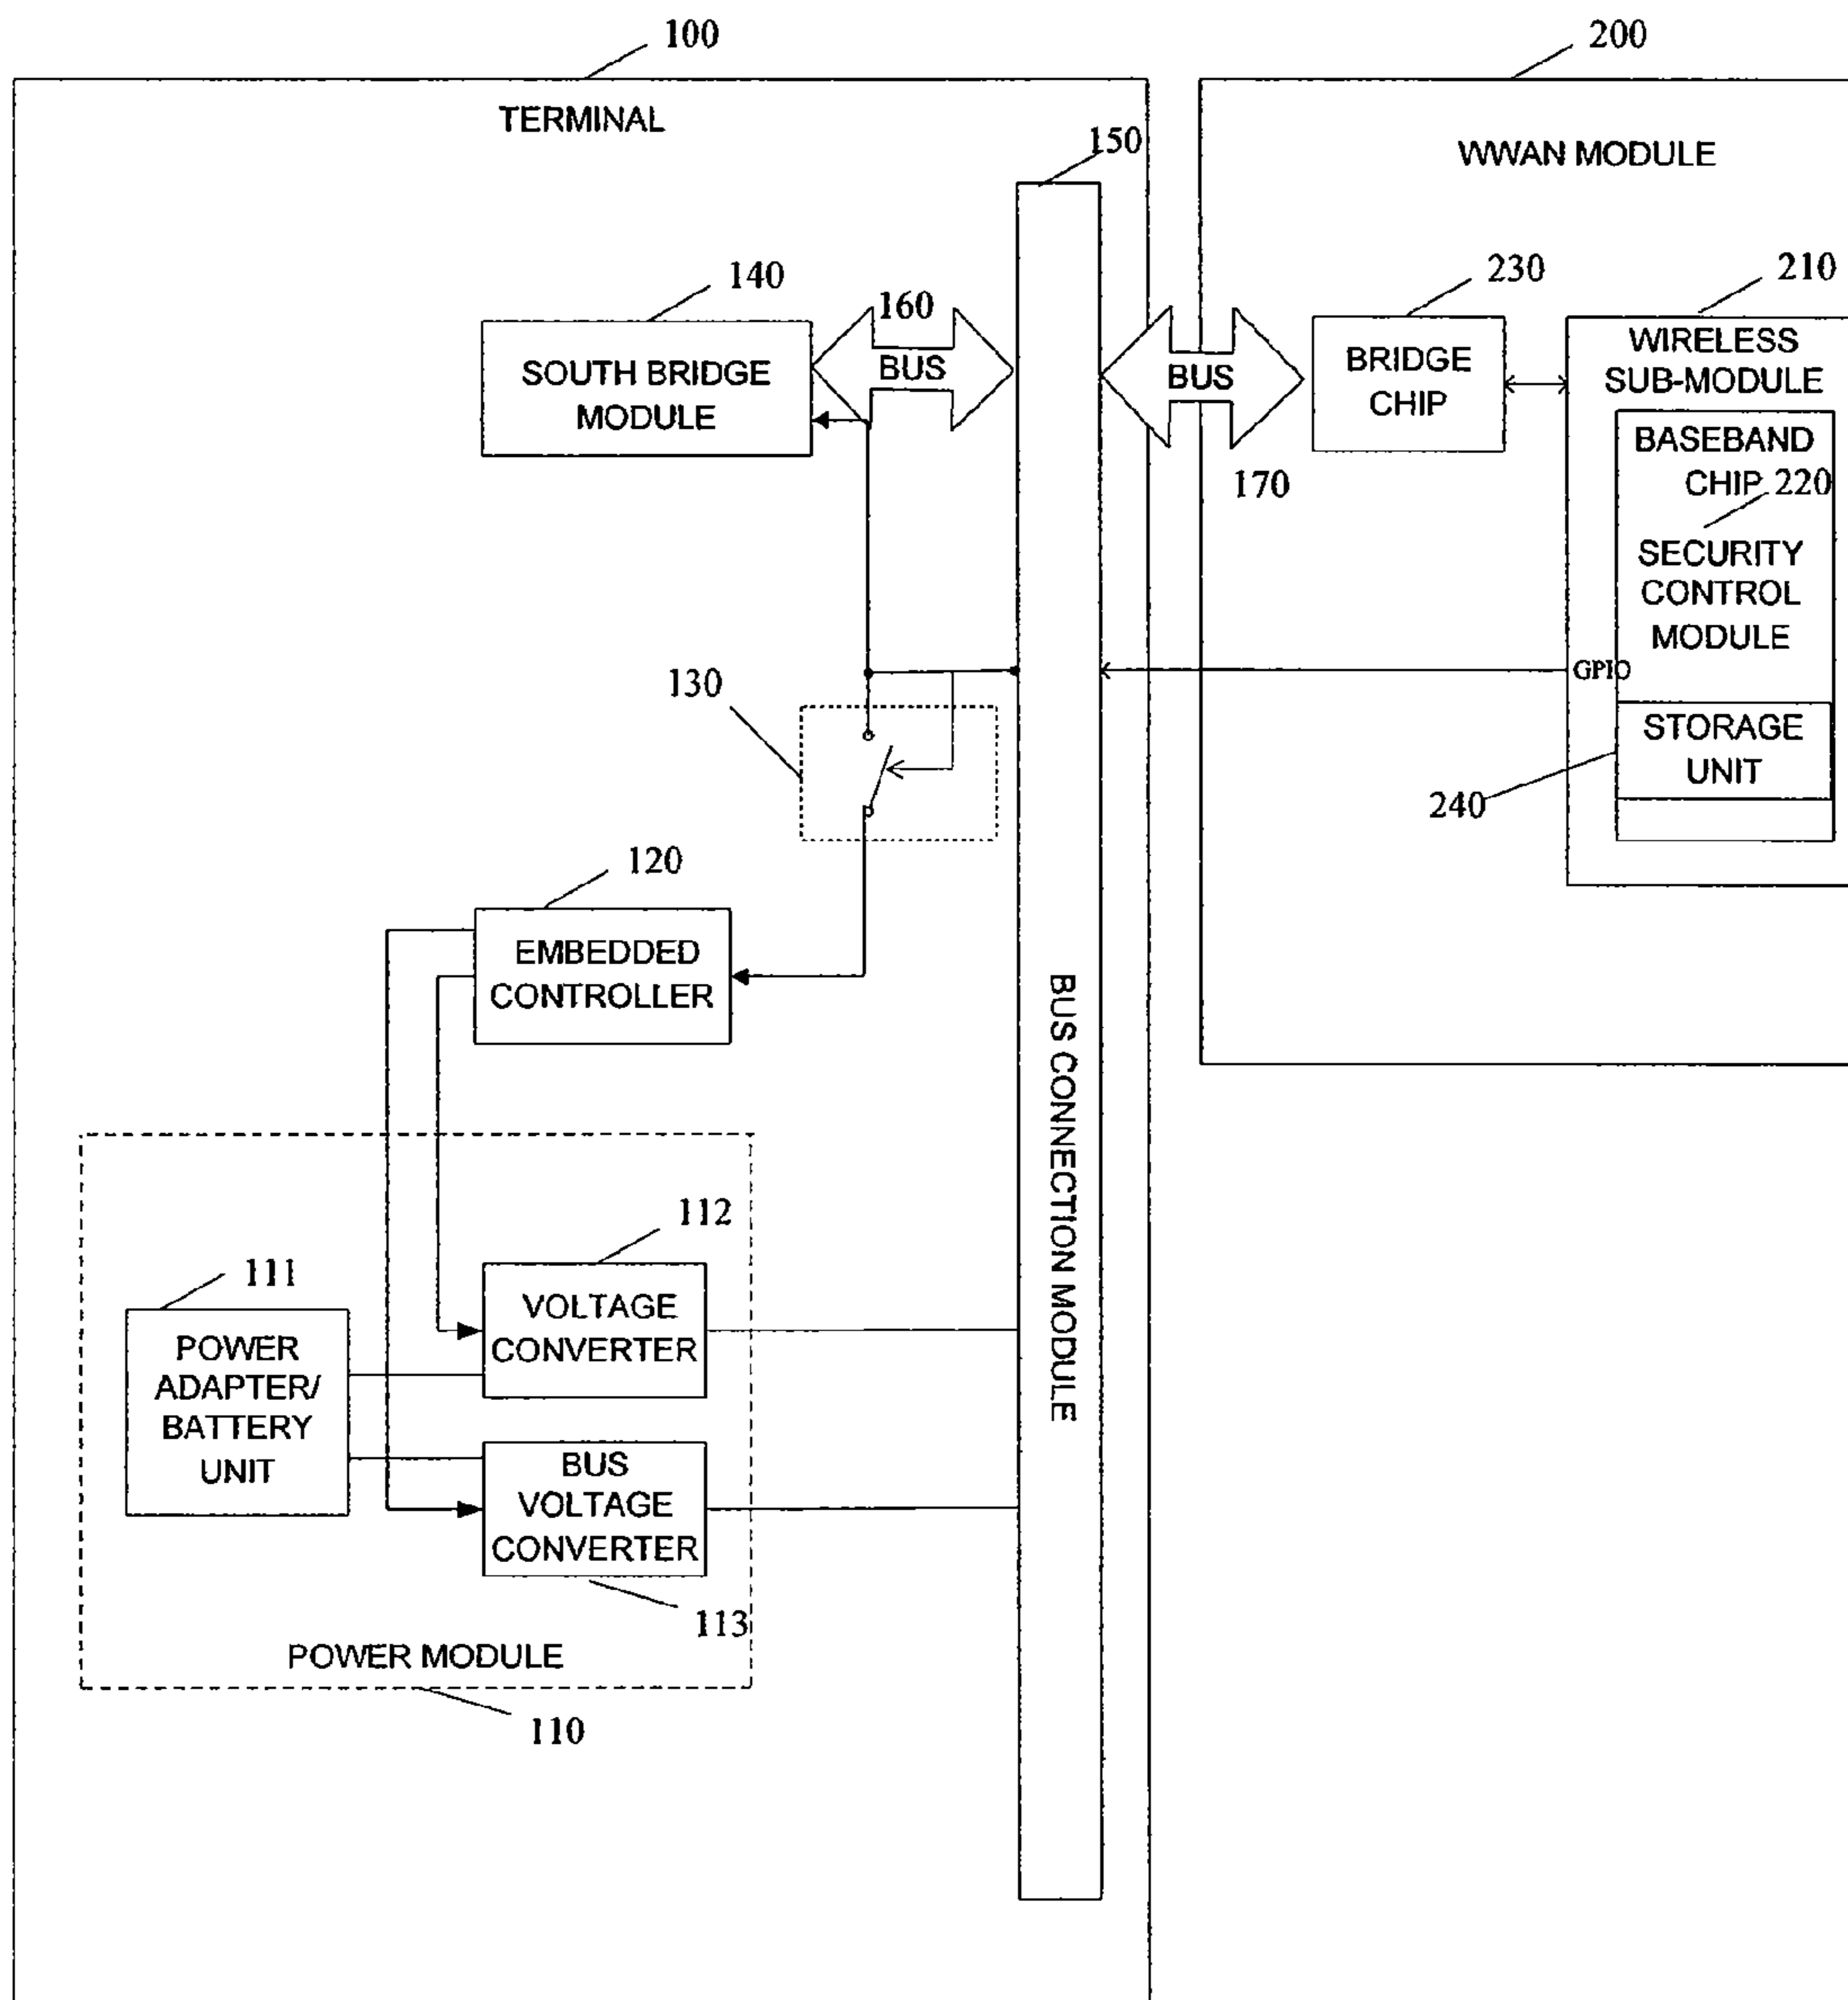 100
200
TERMINAL
150
WWAN MODULE
140
160
230
210
SOUTH BRIDGE
MODULE
BUS
BUS
170
BRIDGE
CHIP
WIRELESS
SUB-MODULE
BASEBAND
CHIP
220
SECURITY
CONTROL
MODULE
GPIO
130
STORAGE
UNIT
240
120
EMBEDDED
CONTROLLER
BUS CONNECTION MODULE
112
111
VOLTAGE
CONVERTER
POWER
ADAPTER/
BATTERY
UNIT
BUS
VOLTAGE
CONVERTER
113
POWER MODULE
110